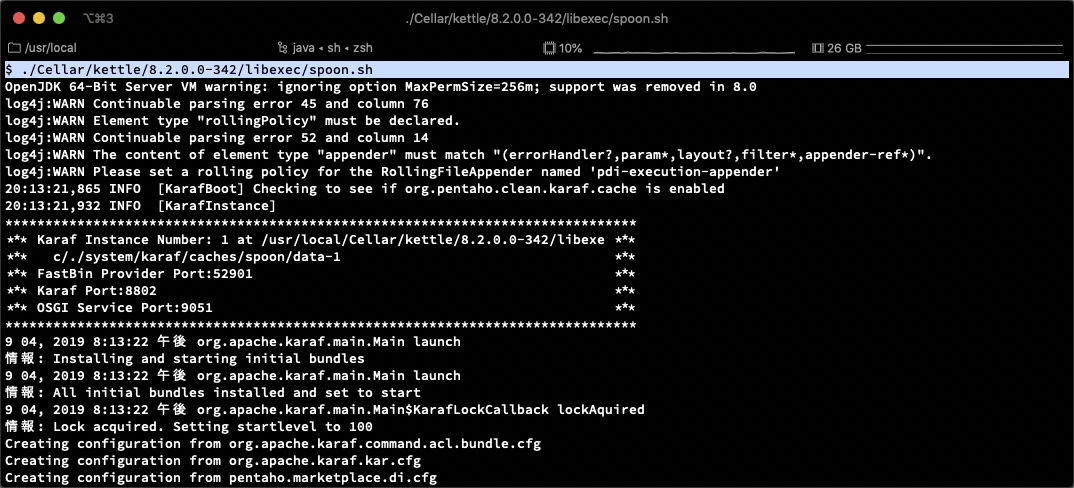 ⌥⌘3
./Cellar/kettle/8.2.0.0-342/libexec/spoon.sh
/usr/local
java ◂ sh ◂ zsh
10%
26 GB
$ ./Cellar/kettle/8.2.0.0-342/libexec/spoon.sh
OpenJDK 64-Bit Server VM warning: ignoring option MaxPermSize=256m; support was removed in 8.0
log4j:WARN Continuable parsing error 45 and column 76
log4j:WARN Element type "rollingPolicy" must be declared.
log4j:WARN Continuable parsing error 52 and column 14
log4j:WARN The content of element type "appender" must match "(errorHandler?,param*,layout?,filter*,appender-ref*)".
log4j:WARN Please set a rolling policy for the RollingFileAppender named 'pdi-execution-appender'
20:13:21,865 INFO  [KarafBoot] Checking to see if org.pentaho.clean.karaf.cache is enabled
20:13:21,932 INFO  [KarafInstance]
*******************************************************************************
*** Karaf Instance Number: 1 at /usr/local/Cellar/kettle/8.2.0.0-342/libexe ***
***   c/./system/karaf/caches/spoon/data-1                                  ***
*** FastBin Provider Port:52901                                             ***
*** Karaf Port:8802                                                         ***
*** OSGI Service Port:9051                                                  ***
*******************************************************************************
9 04, 2019 8:13:22 午後 org.apache.karaf.main.Main launch
情報: Installing and starting initial bundles
9 04, 2019 8:13:22 午後 org.apache.karaf.main.Main launch
情報: All initial bundles installed and set to start
9 04, 2019 8:13:22 午後 org.apache.karaf.main.Main$KarafLockCallback lockAquired
情報: Lock acquired. Setting startlevel to 100
Creating configuration from org.apache.karaf.command.acl.bundle.cfg
Creating configuration from org.apache.karaf.kar.cfg
Creating configuration from pentaho.marketplace.di.cfg